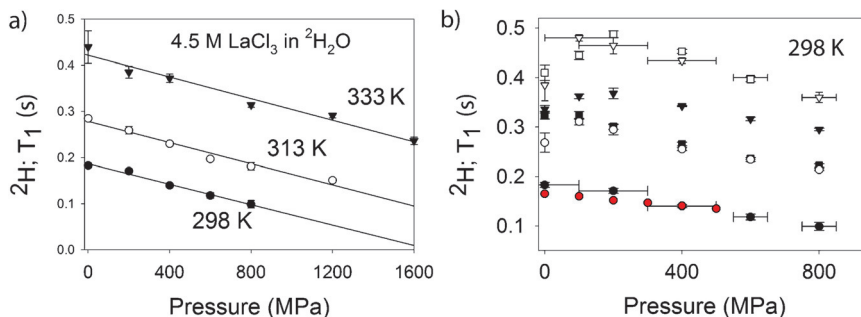 a)
4.5 M LaCl₃ in ²H₂O
²H; T₁ (s)
0.5
0.4
0.3
0.2
0.1
0.0
333 K
313 K
298 K
0 400 800 1200 1600
Pressure (MPa)
b)
298 K
²H; T₁ (s)
0.5
0.4
0.3
0.2
0.1
0 400 800
Pressure (MPa)